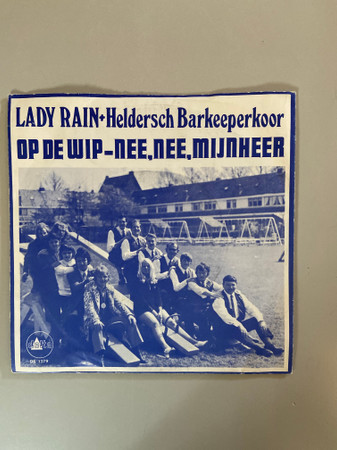 LADY RAIN + Heldersch Barkeeperkoor
OP DE WIP-NEE, NEE, MIJNHEER